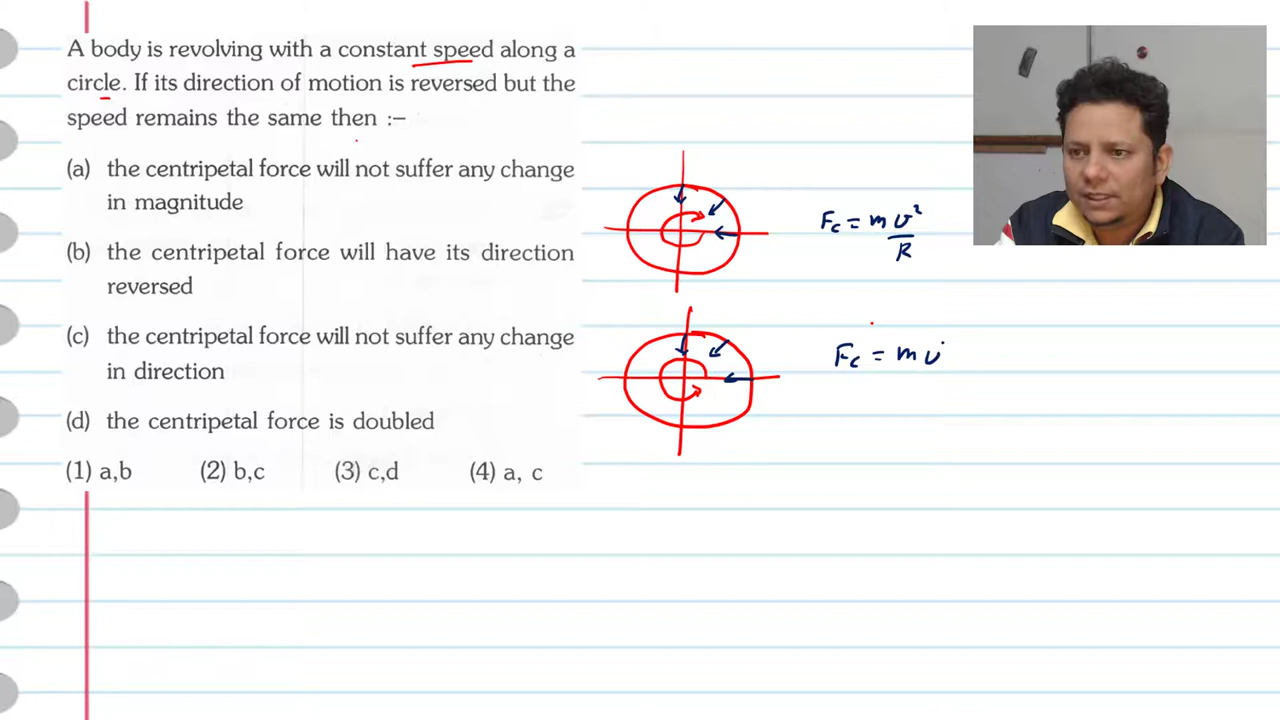 A body is revolving with a constant speed along a
circle. If its direction of motion is reversed but the
speed remains the same then :–
(a) the centripetal force will not suffer any change
in magnitude
(b) the centripetal force will have its direction
reversed
(c) the centripetal force will not suffer any change
in direction
(d) the centripetal force is doubled
(1) a,b (2) b,c (3) c,d (4) a, c
Fc = mv²
R
Fc = mv